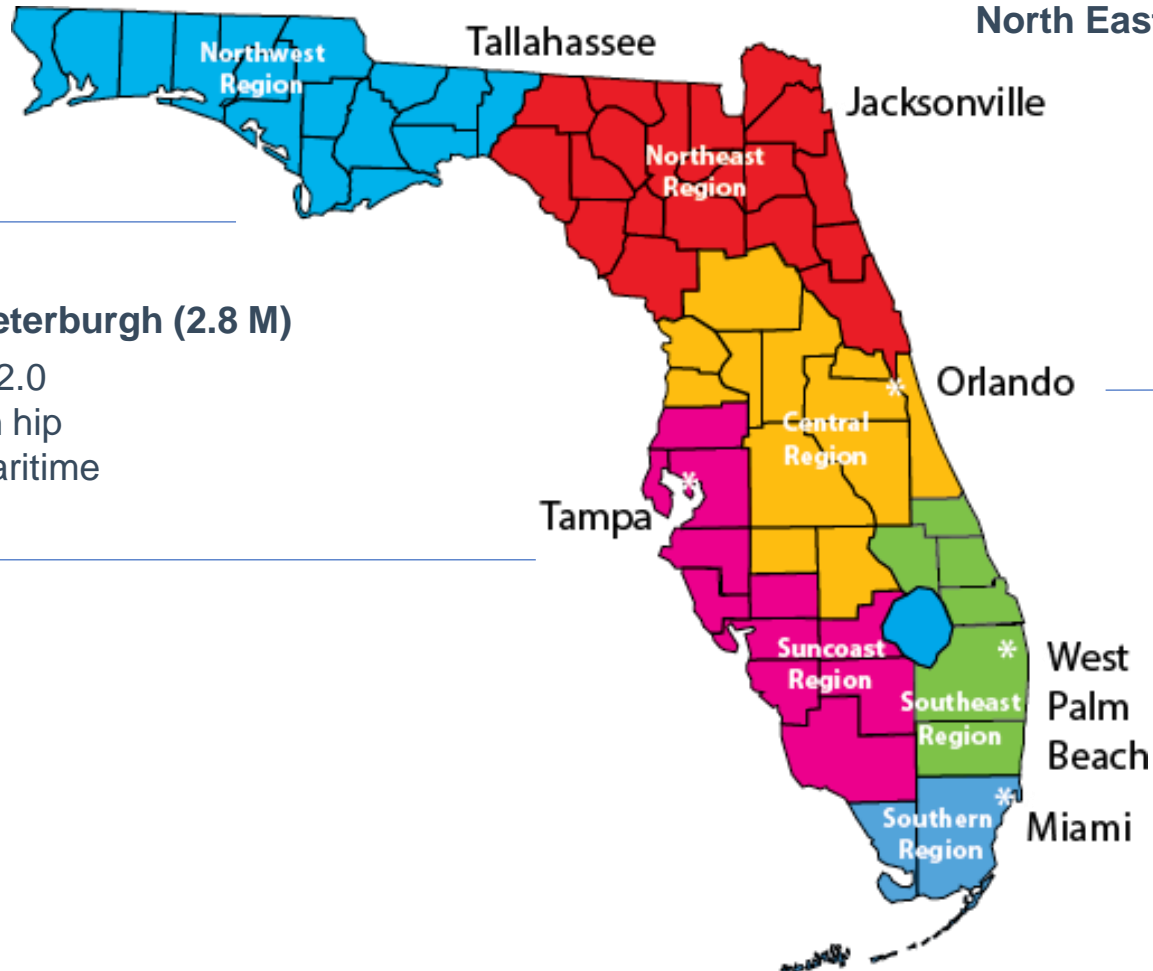 North East
Tallahassee
Northwest
Region
Jacksonville
Northeast
Region
eterburgh (2.8 M)
2.0
hip
aritime
Orlando
Central
Region
Tampa
Suncoast
Region
West
Palm
Beach
Southeast
Region
Southern
Region
Miami